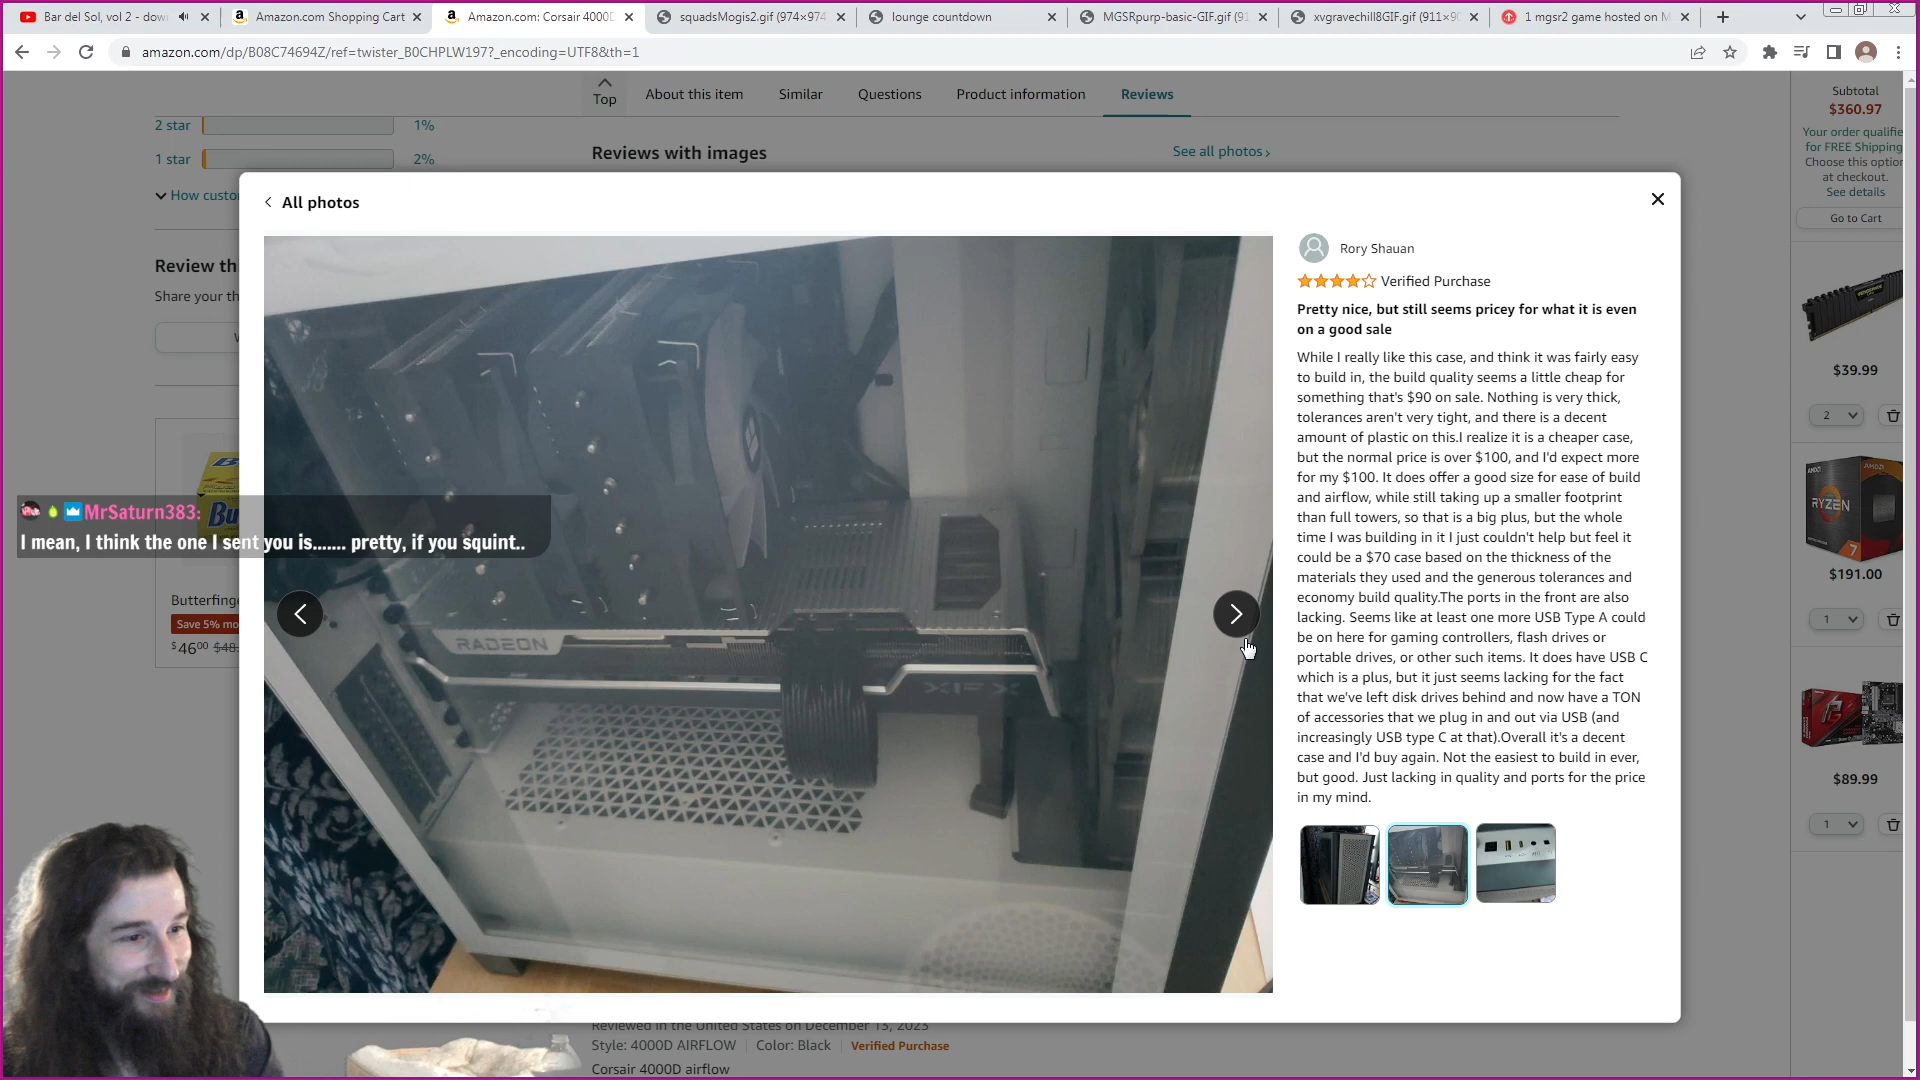 Bar del Sol, vol 2 - dow
Amazon.com Shopping Cart
Amazon.com: Corsair 4000D
squadsMogis2.gif (974×974
lounge countdown
MGSRpurp-basic-GIF.gif (91
xvgravechill8GIF.gif (911×90
1 mgsr2 game hosted on M
amazon.com/dp/B08C74694Z/ref=twister_B0CHPLW197?_encoding=UTF8&th=1
Top
About this item
Similar
Questions
Product information
Reviews
2 star
1%
1 star
2%
How custo
Reviews with images
See all photos ›
Review th
Share your th
W
Butterfinge
Save 5% mo
$46.00 $48.
All photos
RADEON
XFX
Rory Shauan
Verified Purchase
Pretty nice, but still seems pricey for what it is even
on a good sale
While I really like this case, and think it was fairly easy
to build in, the build quality seems a little cheap for
something that's $90 on sale. Nothing is very thick,
tolerances aren't very tight, and there is a decent
amount of plastic on this.I realize it is a cheaper case,
but the normal price is over $100, and I'd expect more
for my $100. It does offer a good size for ease of build
and airflow, while still taking up a smaller footprint
than full towers, so that is a big plus, but the whole
time I was building in it I just couldn't help but feel it
could be a $70 case based on the thickness of the
materials they used and the generous tolerances and
economy build quality.The ports in the front are also
lacking. Seems like at least one more USB Type A could
be on here for gaming controllers, flash drives or
portable drives, or other such items. It does have USB C
which is a plus, but it just seems lacking for the fact
that we've left disk drives behind and now have a TON
of accessories that we plug in and out via USB (and
increasingly USB type C at that).Overall it's a decent
case and I'd buy again. Not the easiest to build in ever,
but good. Just lacking in quality and ports for the price
in my mind.
MrSaturn383:
I mean, I think the one I sent you is....... pretty, if you squint..
Reviewed in the United States on December 13, 2023
Style: 4000D AIRFLOW
Color: Black
Verified Purchase
Corsair 4000D airflow
Subtotal
$360.97
Your order qualifie
for FREE Shipping
Choose this option
at checkout.
See details
Go to Cart
$39.99
2
AMD
RYZEN
7
$191.00
1
$89.99
1